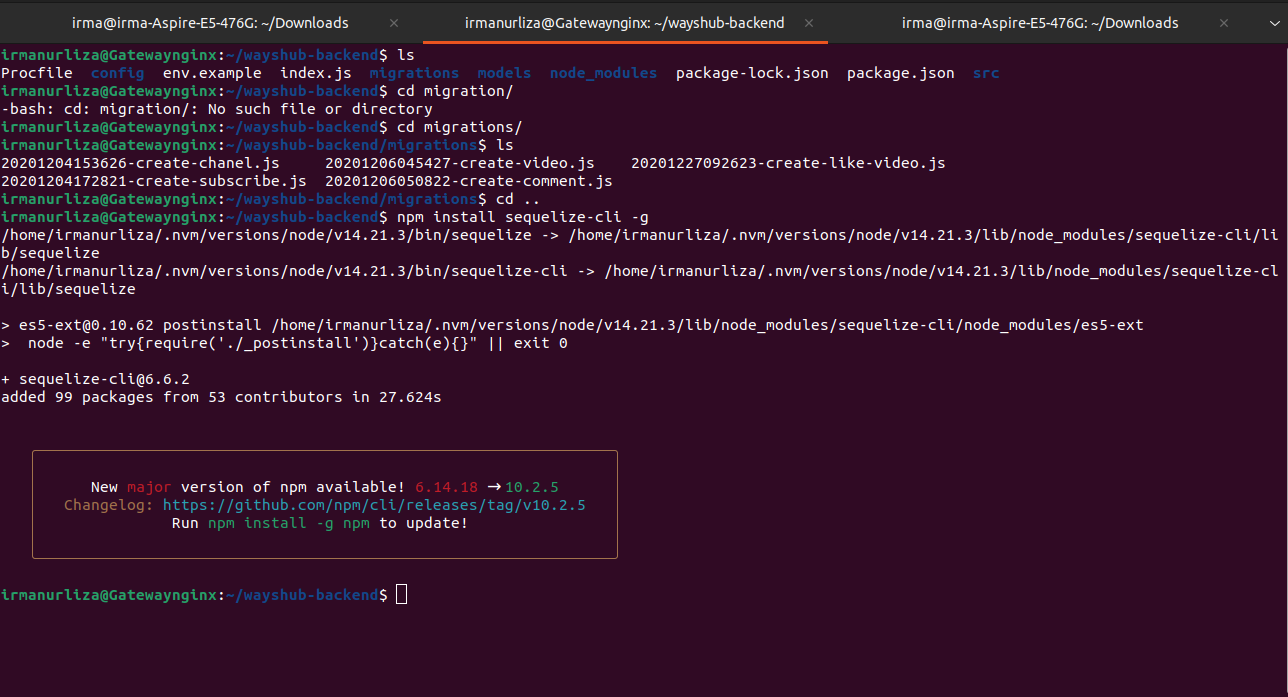 irma@irma-Aspire-E5-476G: ~/Downloads
irmanurliza@Gatewaynginx: ~/wayshub-backend
irma@irma-Aspire-E5-476G: ~/Downloads
irmanurliza@Gatewaynginx:~/wayshub-backend$ ls
Procfile  config  env.example  index.js  migrations  models  node_modules  package-lock.json  package.json  src
irmanurliza@Gatewaynginx:~/wayshub-backend$ cd migration/
-bash: cd: migration/: No such file or directory
irmanurliza@Gatewaynginx:~/wayshub-backend$ cd migrations/
irmanurliza@Gatewaynginx:~/wayshub-backend/migrations$ ls
20201204153626-create-chanel.js     20201206045427-create-video.js    20201227092623-create-like-video.js
20201204172821-create-subscribe.js  20201206050822-create-comment.js
irmanurliza@Gatewaynginx:~/wayshub-backend/migrations$ cd ..
irmanurliza@Gatewaynginx:~/wayshub-backend$ npm install sequelize-cli -g
/home/irmanurliza/.nvm/versions/node/v14.21.3/bin/sequelize -> /home/irmanurliza/.nvm/versions/node/v14.21.3/lib/node_modules/sequelize-cli/li
b/sequelize
/home/irmanurliza/.nvm/versions/node/v14.21.3/bin/sequelize-cli -> /home/irmanurliza/.nvm/versions/node/v14.21.3/lib/node_modules/sequelize-cl
i/lib/sequelize
> es5-ext@0.10.62 postinstall /home/irmanurliza/.nvm/versions/node/v14.21.3/lib/node_modules/sequelize-cli/node_modules/es5-ext
>  node -e "try{require('./_postinstall')}catch(e){}" || exit 0
+ sequelize-cli@6.6.2
added 99 packages from 53 contributors in 27.624s
New major version of npm available! 6.14.18 → 10.2.5
Changelog: https://github.com/npm/cli/releases/tag/v10.2.5
Run npm install -g npm to update!
irmanurliza@Gatewaynginx:~/wayshub-backend$